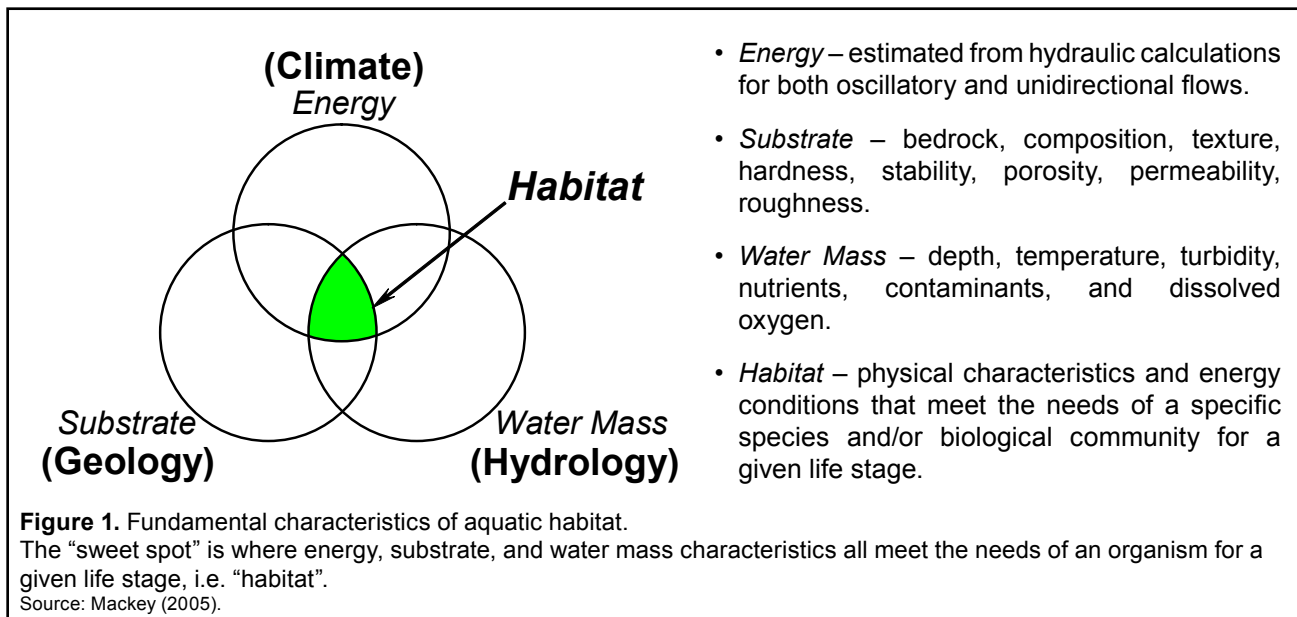 (Climate)
Energy
Habitat
Substrate
(Geology)
Water Mass
(Hydrology)
• Energy – estimated from hydraulic calculations
for both oscillatory and unidirectional flows.
• Substrate – bedrock, composition, texture,
hardness, stability, porosity, permeability,
roughness.
• Water Mass – depth, temperature, turbidity,
nutrients, contaminants, and dissolved
oxygen.
• Habitat – physical characteristics and energy
conditions that meet the needs of a specific
species and/or biological community for a
given life stage.
Figure 1. Fundamental characteristics of aquatic habitat.
The “sweet spot” is where energy, substrate, and water mass characteristics all meet the needs of an organism for a
given life stage, i.e. “habitat”.
Source: Mackey (2005).